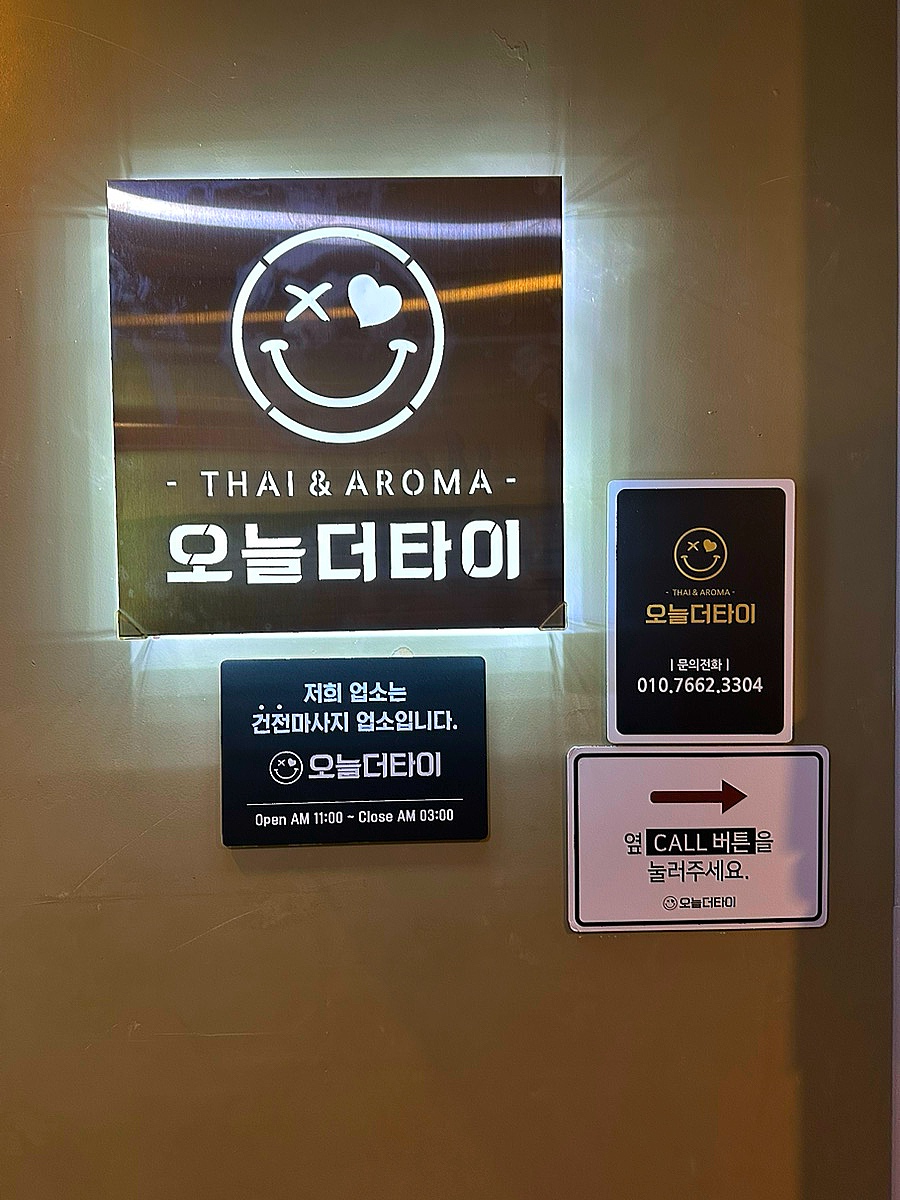 - THAI & AROMA -
오늘더타이
저희 업소는
건전마사지 업소입니다.
오늘더타이
Open AM 11:00 ~ Close AM 03:00
- THAI & AROMA -
오늘더타이
| 문의전화 |
010.7662.3304
옆 CALL 버튼을
눌러주세요.
오늘더타이